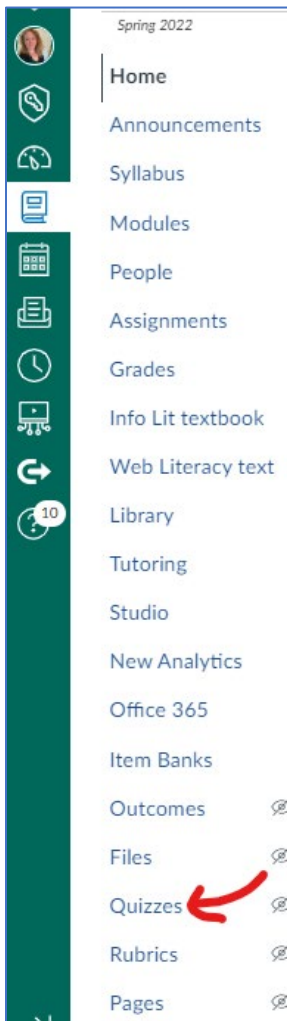 Spring 2022
Home
Announcements
Syllabus
Modules
People
Assignments
Grades
Info Lit textbook
Web Literacy text
10
Library
Tutoring
Studio
New Analytics
Office 365
Item Banks
Outcomes
Files
Quizzes
Rubrics
Pages